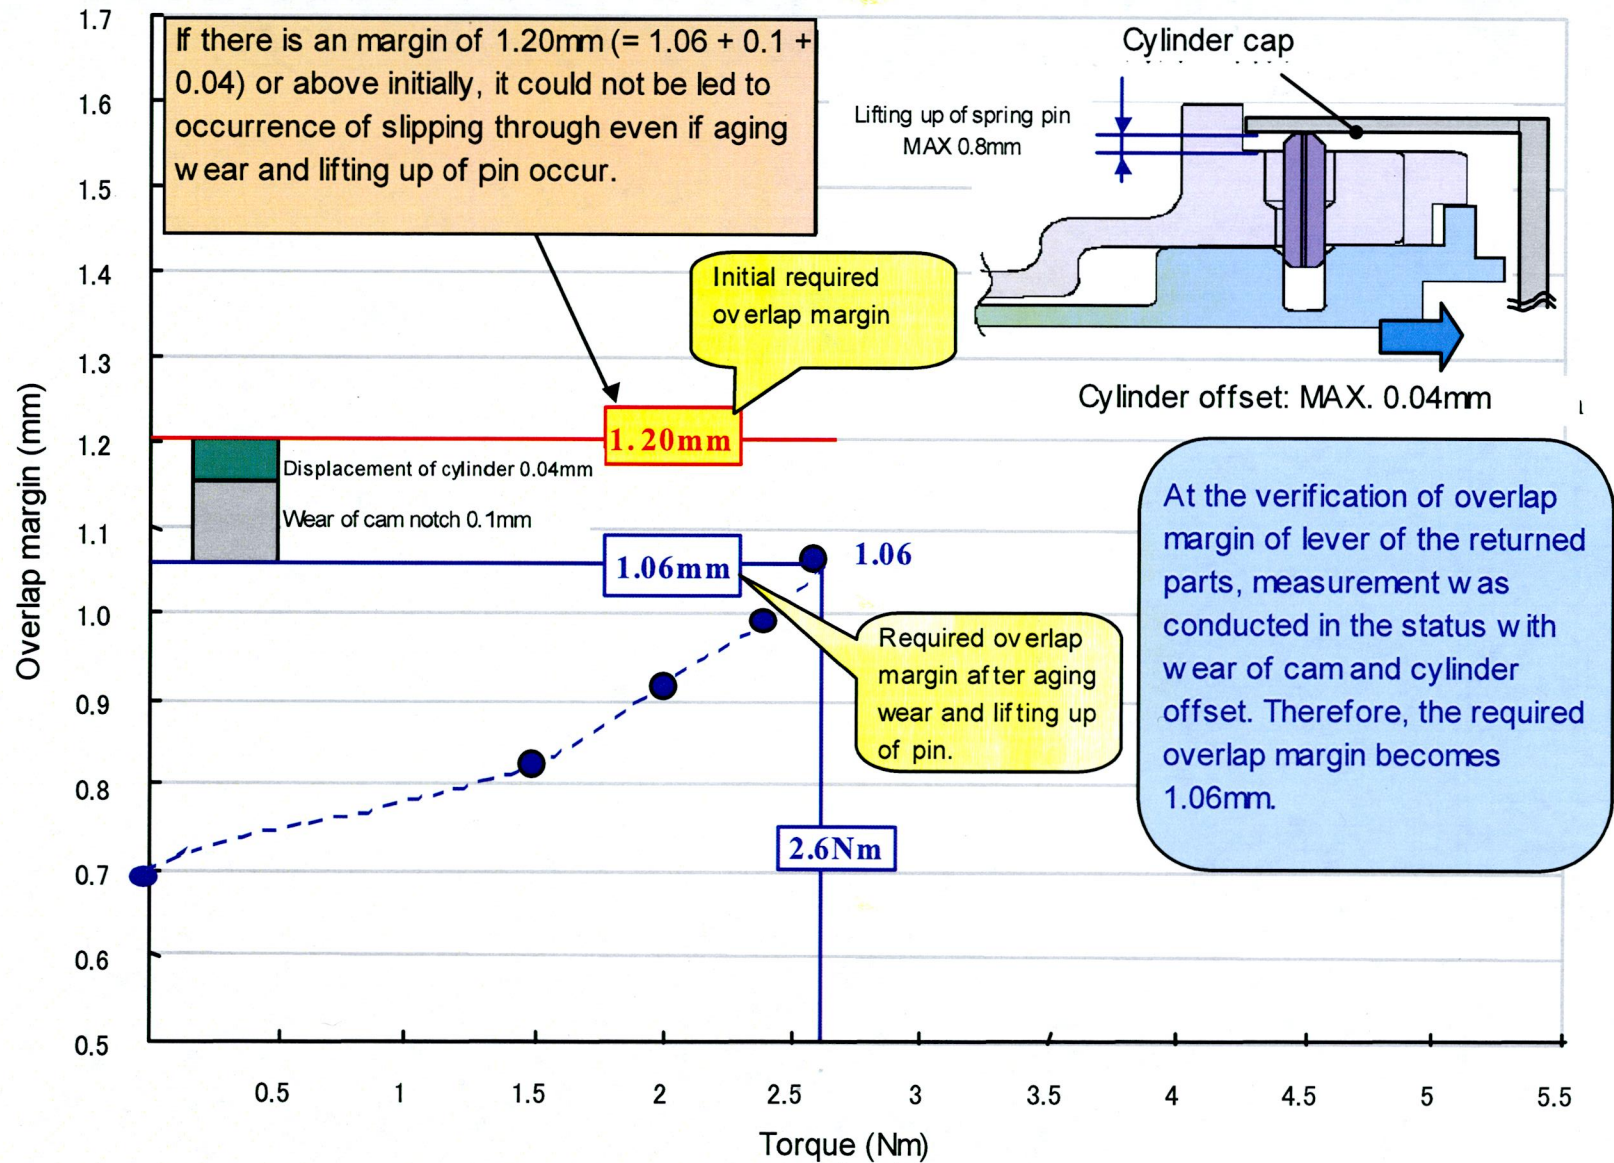 If there is an margin of 1.20mm (= 1.06 + 0.1 +
0.04) or above initially, it could not be led to
occurrence of slipping through even if aging
wear and lifting up of pin occur.
Cylinder cap
Lifting up of spring pin
MAX 0.8mm
Cylinder offset: MAX. 0.04mm
Initial required
overlap margin
1.20mm
Displacement of cylinder 0.04mm
Wear of cam notch 0.1mm
1.06mm
1.06
Required overlap
margin after aging
wear and lifting up
of pin.
2.6Nm
At the verification of overlap
margin of lever of the returned
parts, measurement was
conducted in the status with
wear of cam and cylinder
offset. Therefore, the required
overlap margin becomes
1.06mm.
Overlap margin (mm)
1.7
1.6
1.5
1.4
1.3
1.2
1.1
1.0
0.9
0.8
0.7
0.6
0.5
0.5 1 1.5 2 2.5 3 3.5 4 4.5 5 5.5
Torque (Nm)